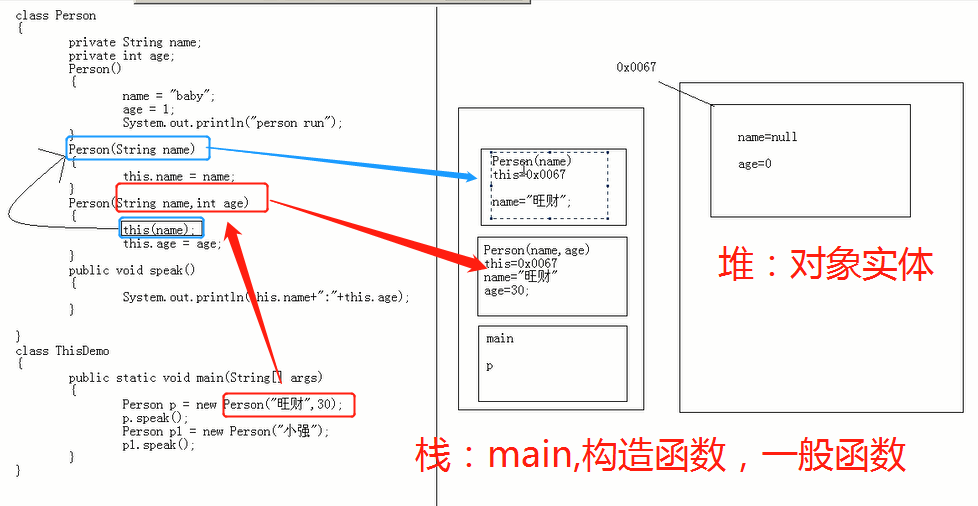 class Person
{
private String name;
private int age;
Person()
{
name = "baby";
age = 1;
System.out.println("person run");
}
Person(String name)
{
this.name = name;
}
Person(String name,int age)
{
this(name);
this.age = age;
}
public void speak()
{
System.out.println(this.name+":"+this.age);
}
}
class ThisDemo
{
public static void main(String[] args)
{
Person p = new Person("旺财",30);
p.speak();
Person p1 = new Person("小强");
p1.speak();
}
}
Person(name)
this=0x0067
name="旺财";
Person(name,age)
this=0x0067
name="旺财"
age=30;
main
p
栈：main,构造函数，一般函数
0x0067
name=null
age=0
堆：对象实体